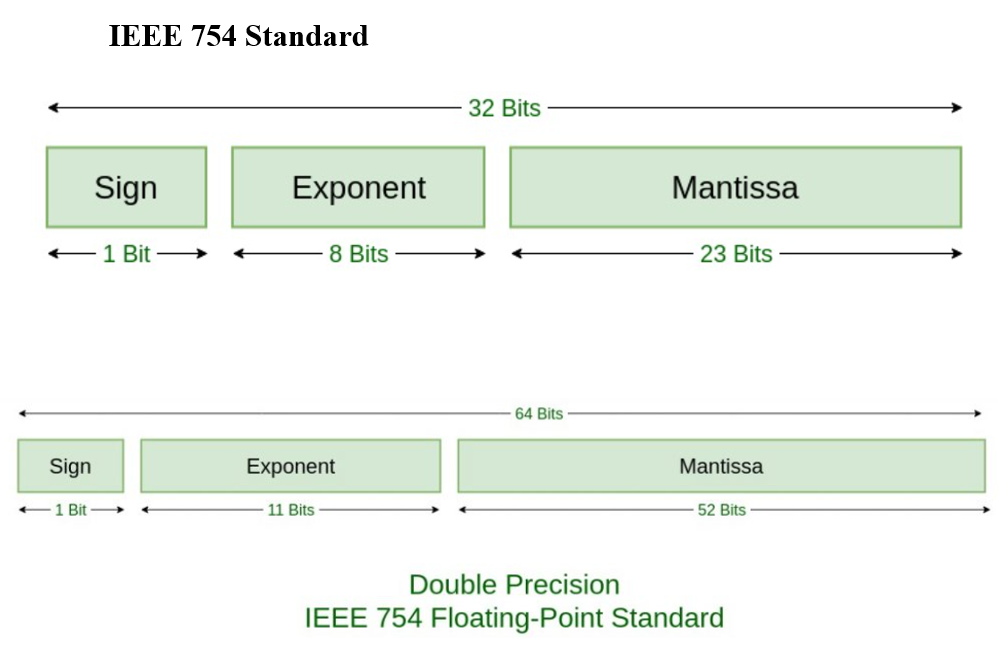 IEEE 754 Standard
32 Bits
Sign
Exponent
Mantissa
1 Bit
8 Bits
23 Bits
64 Bits
Sign
Exponent
Mantissa
1 Bit
11 Bits
52 Bits
Double Precision
IEEE 754 Floating-Point Standard